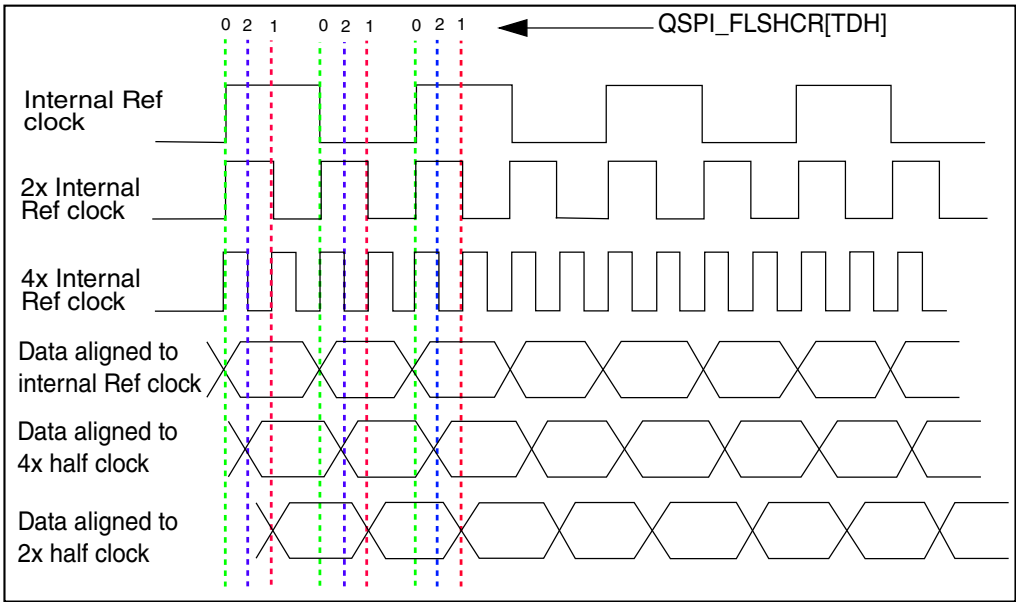 0 2 1 0 2 1 0 2 1 QSPI_FLSHCR[TDH]
Internal Ref
clock
2x Internal
Ref clock
4x Internal
Ref clock
Data aligned to
internal Ref clock
Data aligned to
4x half clock
Data aligned to
2x half clock